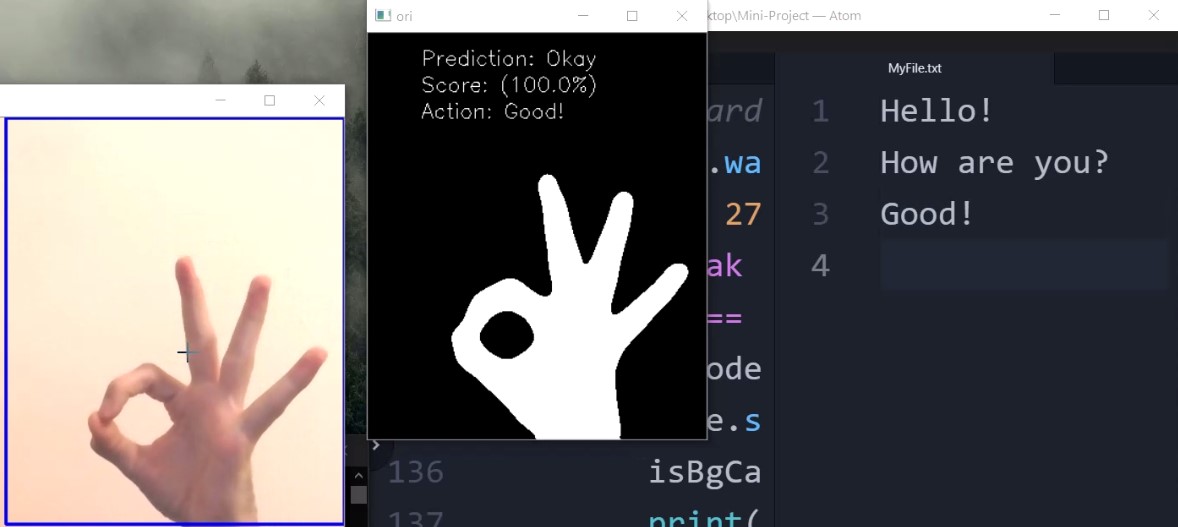 ori
ktop\Mini-Project — Atom
Prediction: Okay
Score: (100.0%)
Action: Good!
MyFile.txt
1 Hello!
2 How are you?
3 Good!
4
ard
.wa
27
ak
==
ode
e.s
136 isBgCa
137 print(